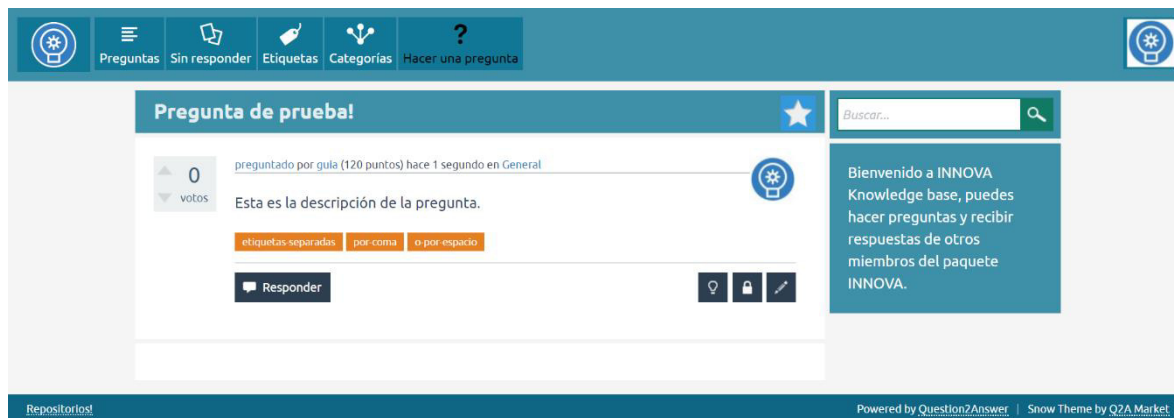 Preguntas Sin responder Etiquetas Categorías Hacer una pregunta
Pregunta de prueba!
Buscar...
0
votos
preguntado por guia (120 puntos) hace 1 segundo en General
Esta es la descripción de la pregunta.
etiquetas-separadas por-coma o-por-espacio
Responder
Bienvenido a INNOVA
Knowledge base, puedes
hacer preguntas y recibir
respuestas de otros
miembros del paquete
INNOVA.
Repositorios!
Powered by Question2Answer | Snow Theme by Q2A Market